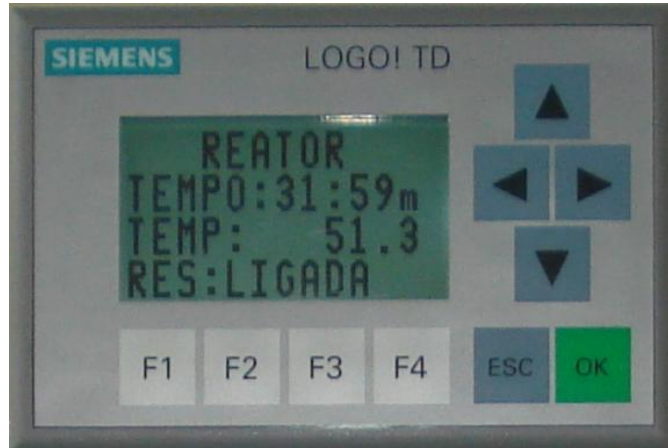 SIEMENS LOGO! TD
REATOR
TEMPO:31:59m
TEMP: 51.3
RES:LIGADA
F1 F2 F3 F4 ESC OK